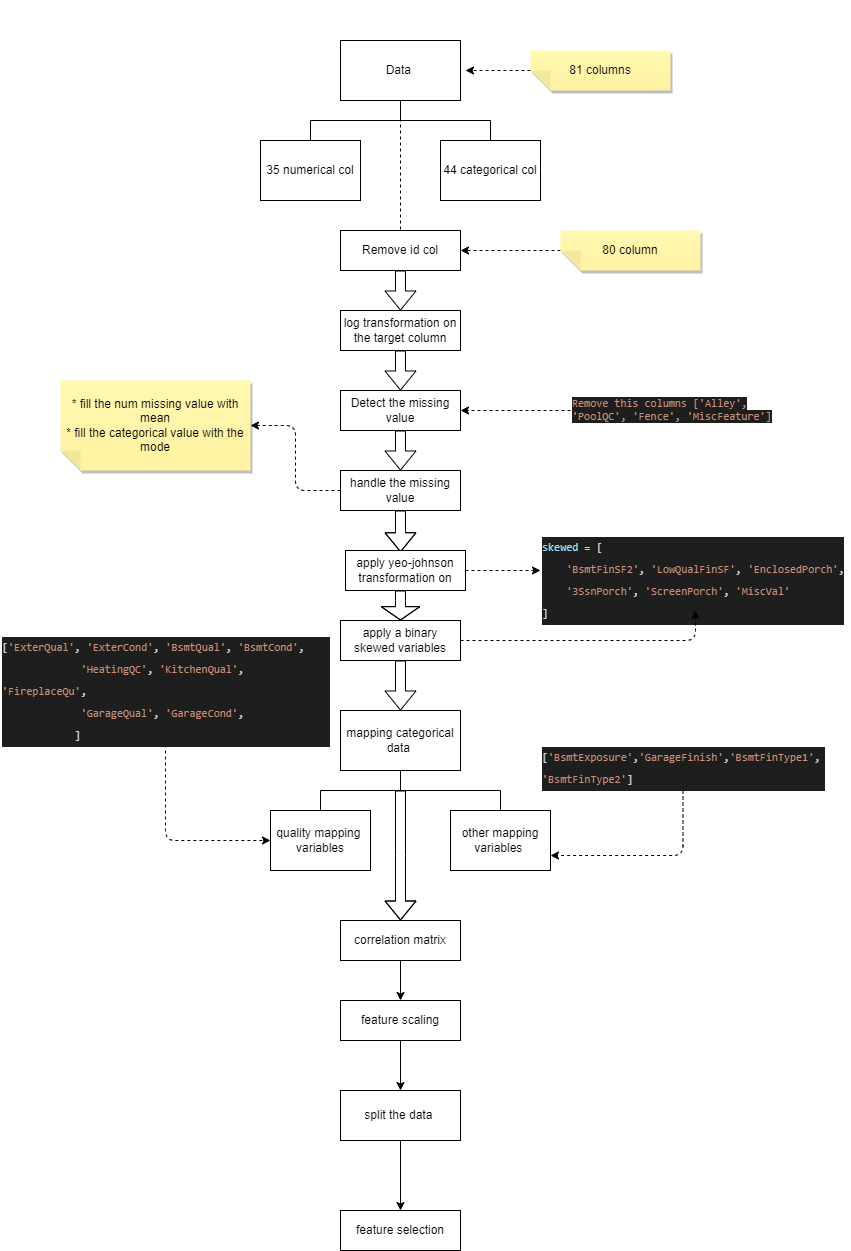 Data
81 columns
35 numerical col
44 categorical col
Remove id col
80 column
log transformation on
the target column
Detect the missing
value
Remove this columns ['Alley',
'PoolQC', 'Fence', 'MiscFeature']
* fill the num missing value with
mean
* fill the categorical value with the
mode
handle the missing
value
apply yeo-johnson
transformation on
skewed = [
'BsmtFinSF2', 'LowQualFinSF', 'EnclosedPorch',
'3SsnPorch', 'ScreenPorch', 'MiscVal'
]
apply a binary
skewed variables
['ExterQual', 'ExterCond', 'BsmtQual', 'BsmtCond',
'HeatingQC', 'KitchenQual',
'FireplaceQu',
'GarageQual', 'GarageCond',
]
mapping categorical
data
['BsmtExposure','GarageFinish','BsmtFinType1',
'BsmtFinType2']
quality mapping
variables
other mapping
variables
correlation matrix
feature scaling
split the data
feature selection